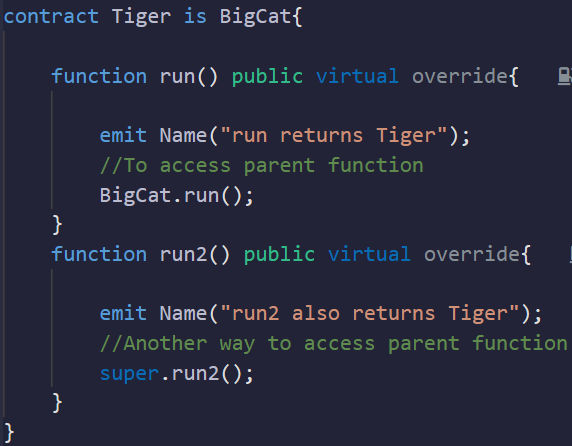 contract Tiger is BigCat{
function run() public virtual override{
emit Name("run returns Tiger");
//To access parent function
BigCat.run();
}
function run2() public virtual override{
emit Name("run2 also returns Tiger");
//Another way to access parent function
super.run2();
}
}